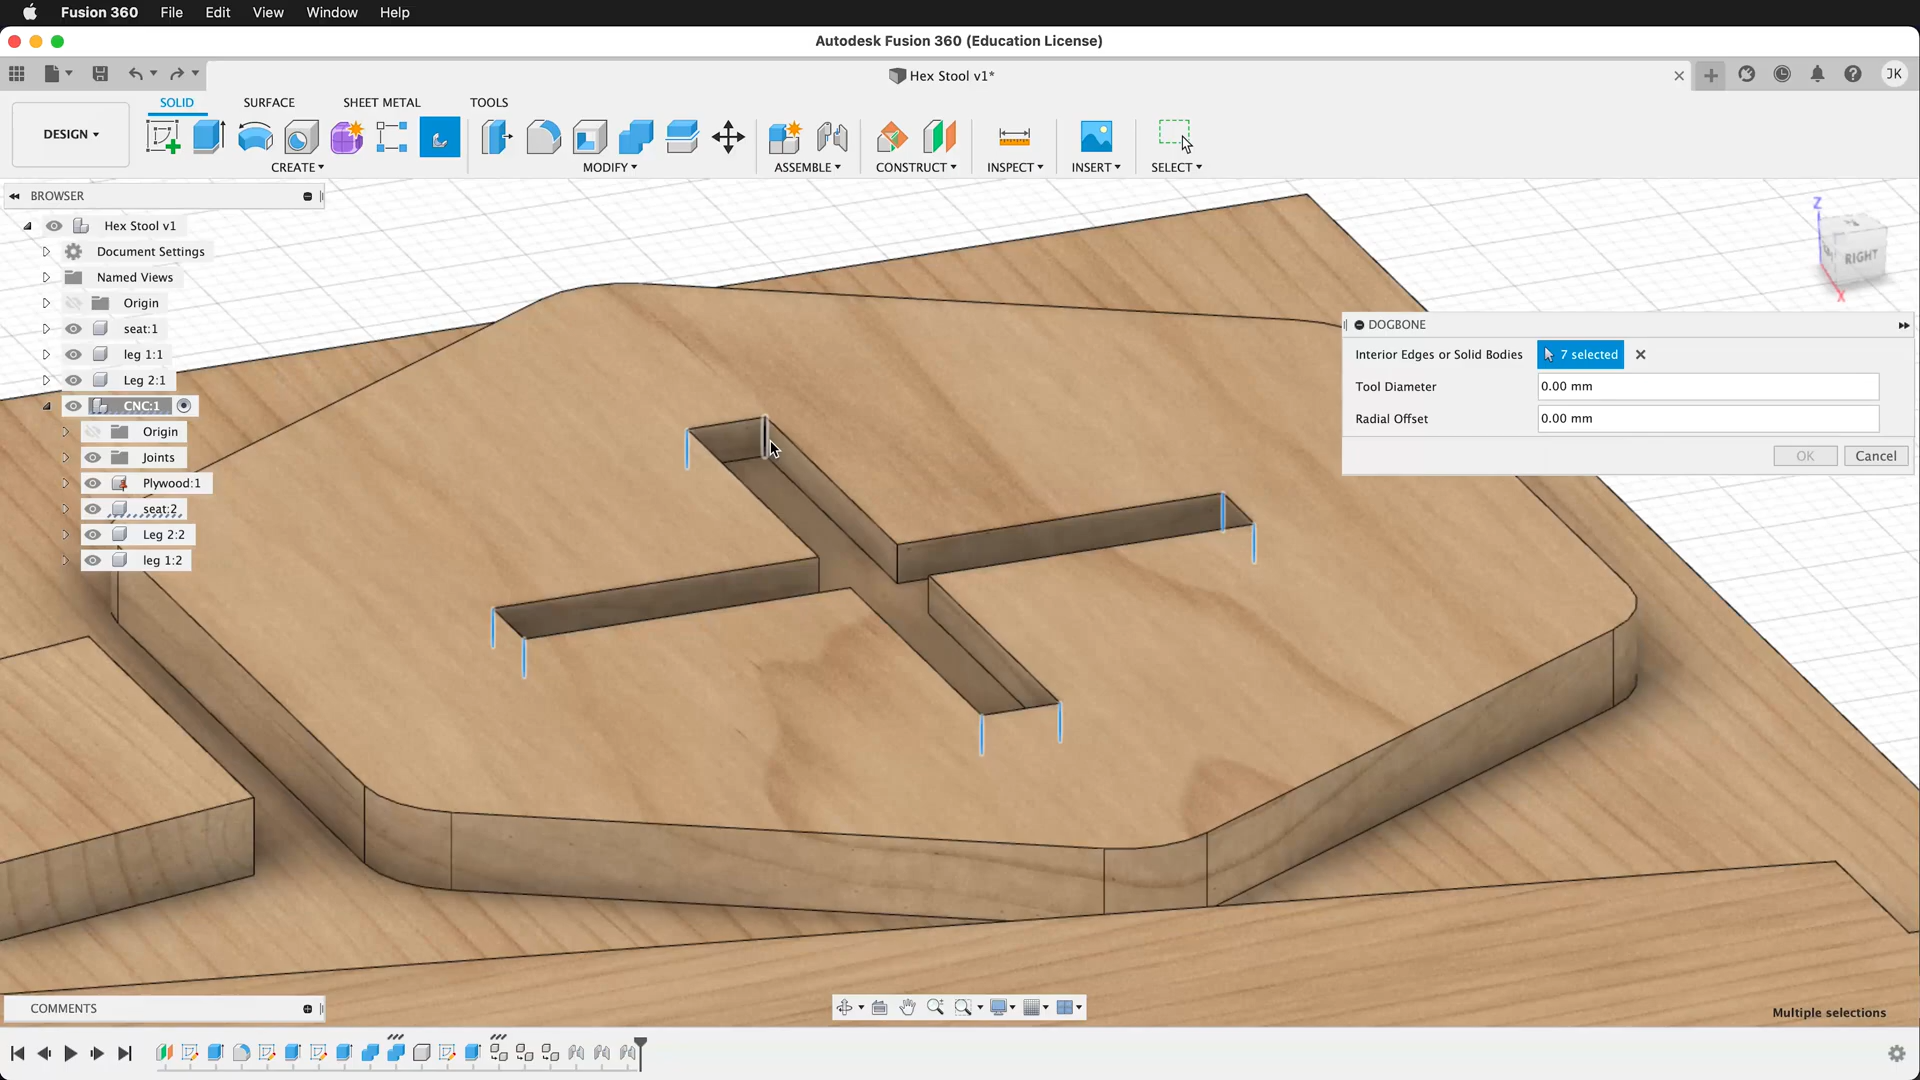 Fusion 360 File Edit View Window Help
Autodesk Fusion 360 (Education License)
Hex Stool v1*
JK
SOLID SURFACE SHEET METAL TOOLS
DESIGN
CREATE MODIFY ASSEMBLE CONSTRUCT INSPECT INSERT SELECT
BROWSER
Hex Stool v1
Document Settings
Named Views
Origin
seat:1
leg 1:1
Leg 2:1
CNC:1
Origin
Joints
Plywood:1
seat:2
Leg 2:2
leg 1:2
Z
RIGHT
X
DOGBONE
Interior Edges or Solid Bodies 7 selected
Tool Diameter 0.00 mm
Radial Offset 0.00 mm
OK Cancel
COMMENTS
Multiple selections